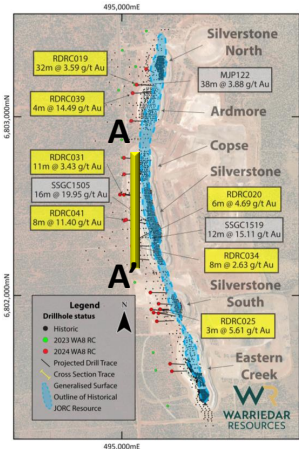 495,000mE
Silverstone
North
RDRC019
32m @ 3.59 g/t Au
MJP122
38m @ 3.88 g/t Au
RDRC039
4m @ 14.49 g/t Au
6,803,000mN
Ardmore
A
Copse
RDRC031
11m @ 3.43 g/t Au
Silverstone
SSGC1505
16m @ 19.95 g/t Au
RDRC020
6m @ 4.69 g/t Au
RDRC041
8m @ 11.40 g/t Au
SSGC1519
12m @ 15.11 g/t Au
RDRC034
8m @ 2.63 g/t Au
A'
Silverstone
South
6,802,000mN
RDRC025
3m @ 5.61 g/t Au
Legend
N
Drillhole status
Historic
2023 WA8 RC
2024 WA8 RC
Projected Drill Trace
Cross Section Trace
Generalised Surface
Outline of Historical
JORC Resource
Eastern
Creek
WR
WARRIEDAR
RESOURCES
495,000mE